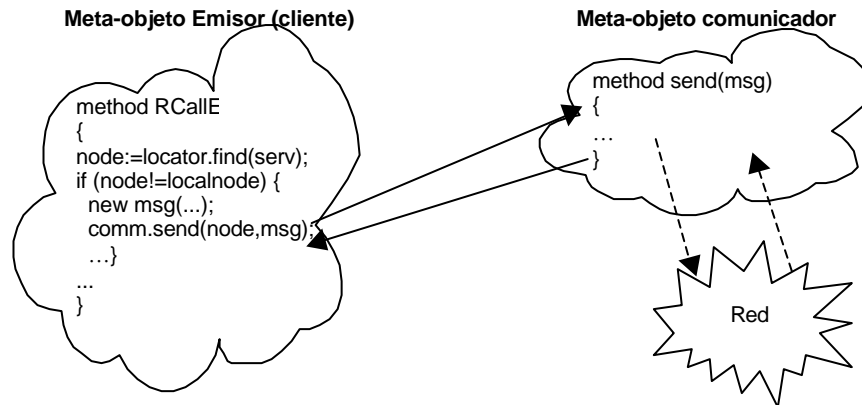 Meta-objeto Emisor (cliente)
method RCallE
{
node:=locator.find(serv);
if (node!=localnode) {
new msg(...);
comm.send(node,msg);
…}
...
}
Meta-objeto comunicador
method send(msg)
{
…
}
Red